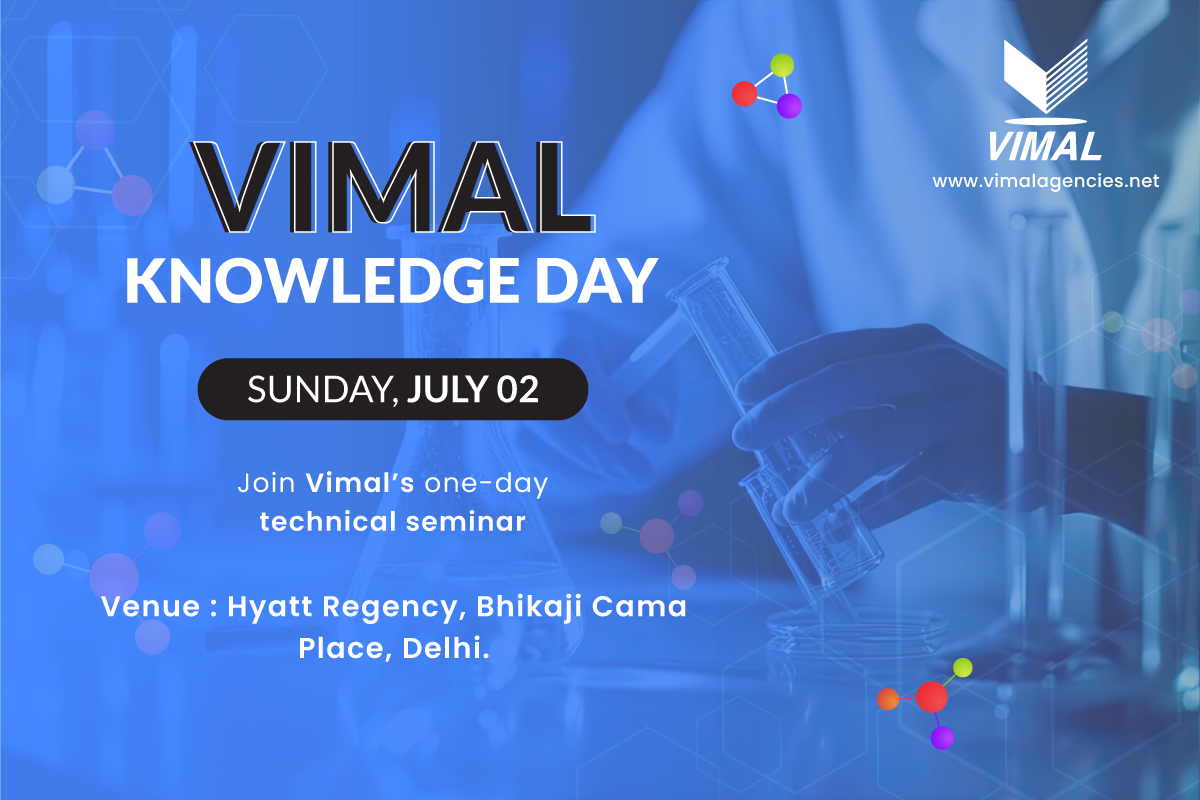 VIMAL
www.vimalagencies.net
VIMAL
KNOWLEDGE DAY
SUNDAY, JULY 02
Join Vimal’s one-day
technical seminar
Venue : Hyatt Regency, Bhikaji Cama
Place, Delhi.